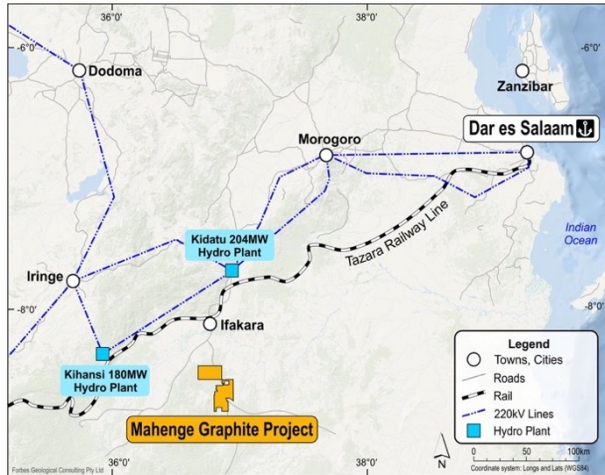 36°0'
38°0'
-6°0'
-6°0'
Dodoma
Zanzibar
Dar es Salaam
Morogoro
Tazara Railway Line
Kidatu 204MW
Hydro Plant
Indian
Ocean
Iringe
-8°0'
-8°0'
Ifakara
Kihansi 180MW
Hydro Plant
Mahenge Graphite Project
Legend
Towns, Cities
Roads
Rail
220kV Lines
Hydro Plant
N
0 50 100km
Coordinate system: Longs and Lats (WGS84)
Forbes Geological Consulting Pty Ltd
36°0'
38°0'